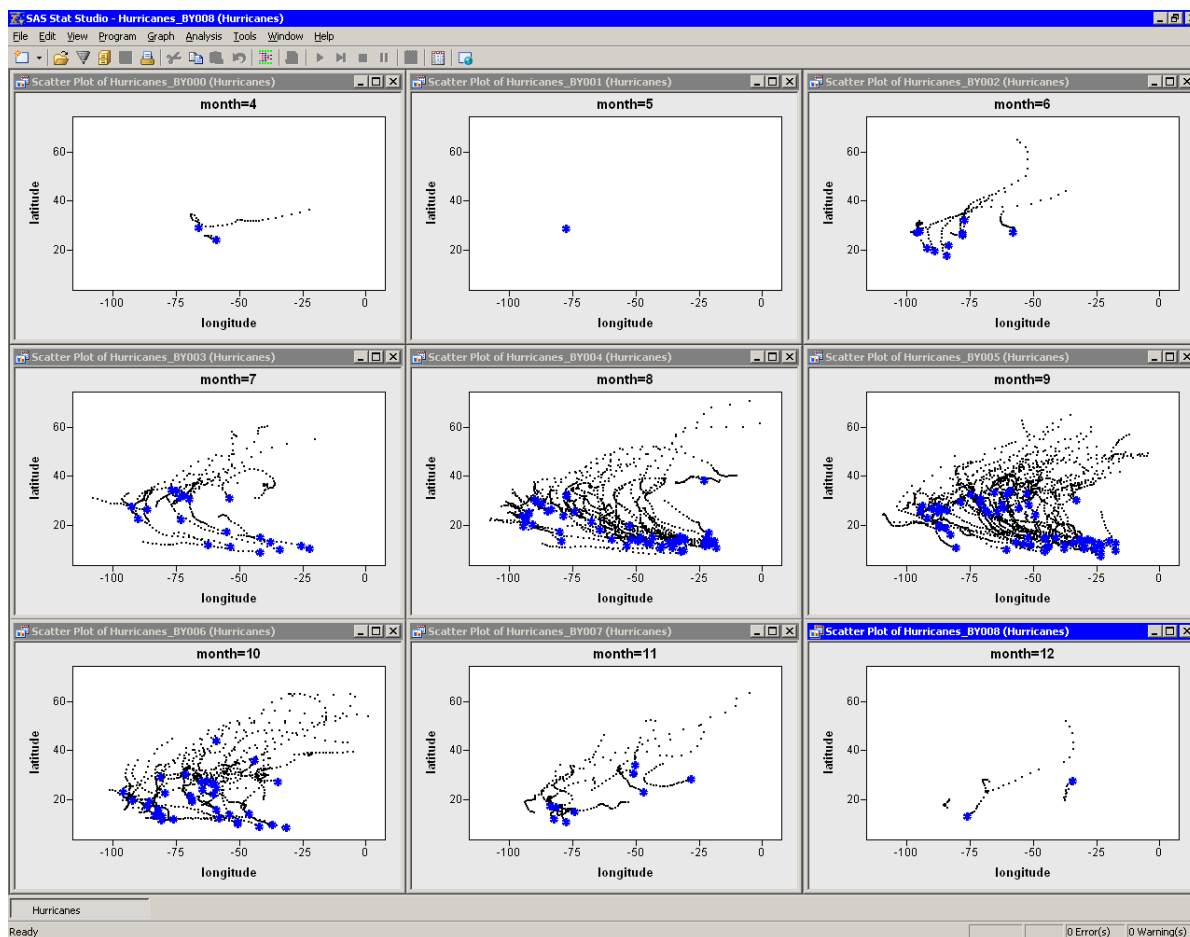 SAS Stat Studio - Hurricanes_BY008 (Hurricanes)
File Edit View Program Graph Analysis Tools Window Help
Scatter Plot of Hurricanes_BY000 (Hurricanes)
month=4
60
40
20
latitude
-100 -75 -50 -25 0
longitude
Scatter Plot of Hurricanes_BY001 (Hurricanes)
month=5
60
40
20
latitude
-100 -75 -50 -25 0
longitude
Scatter Plot of Hurricanes_BY002 (Hurricanes)
month=6
60
40
20
latitude
-100 -75 -50 -25 0
longitude
Scatter Plot of Hurricanes_BY003 (Hurricanes)
month=7
60
40
20
latitude
-100 -75 -50 -25 0
longitude
Scatter Plot of Hurricanes_BY004 (Hurricanes)
month=8
60
40
20
latitude
-100 -75 -50 -25 0
longitude
Scatter Plot of Hurricanes_BY005 (Hurricanes)
month=9
60
40
20
latitude
-100 -75 -50 -25 0
longitude
Scatter Plot of Hurricanes_BY006 (Hurricanes)
month=10
60
40
20
latitude
-100 -75 -50 -25 0
longitude
Scatter Plot of Hurricanes_BY007 (Hurricanes)
month=11
60
40
20
latitude
-100 -75 -50 -25 0
longitude
Scatter Plot of Hurricanes_BY008 (Hurricanes)
month=12
60
40
20
latitude
-100 -75 -50 -25 0
longitude
Hurricanes
Ready 0 Error(s) 0 Warning(s)